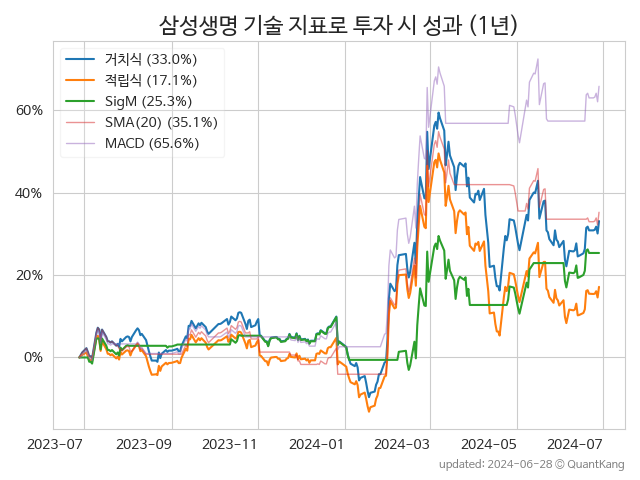 삼성생명 기술 지표로 투자 시 성과 (1년)
거치식 (33.0%)
적립식 (17.1%)
SigM (25.3%)
SMA(20) (35.1%)
MACD (65.6%)
60%
40%
20%
0%
2023-07 2023-09 2023-11 2024-01 2024-03 2024-05 2024-07
updated: 2024-06-28 © QuantKang